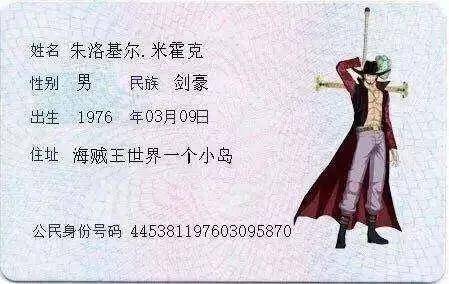 姓名 朱洛基尔.米霍克
性别 男 民族 剑豪
出生 1976 年03月09日
住址 海贼王世界一个小岛
公民身份号码 445381197603095870